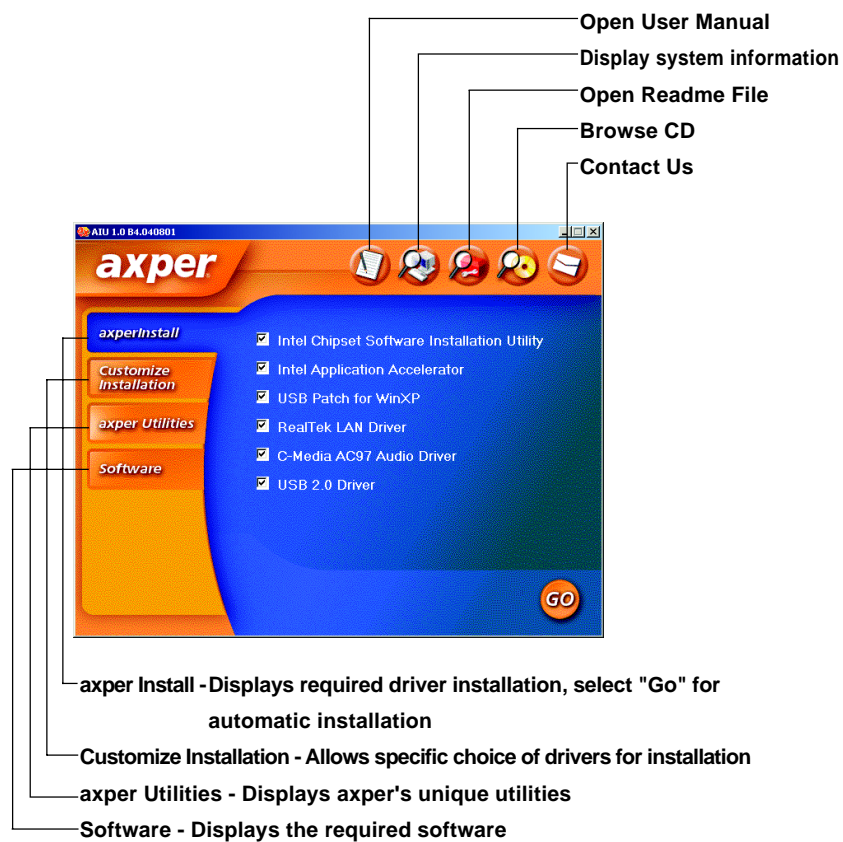 Open User Manual
Display system information
Open Readme File
Browse CD
Contact Us
AIU 1.0 B4.040801
axper
axperInstall
Customize
Installation
axper Utilities
Software
Intel Chipset Software Installation Utility
Intel Application Accelerator
USB Patch for WinXP
RealTek LAN Driver
C-Media AC97 Audio Driver
USB 2.0 Driver
GO
axper Install - Displays required driver installation, select "Go" for
automatic installation
Customize Installation - Allows specific choice of drivers for installation
axper Utilities - Displays axper's unique utilities
Software - Displays the required software